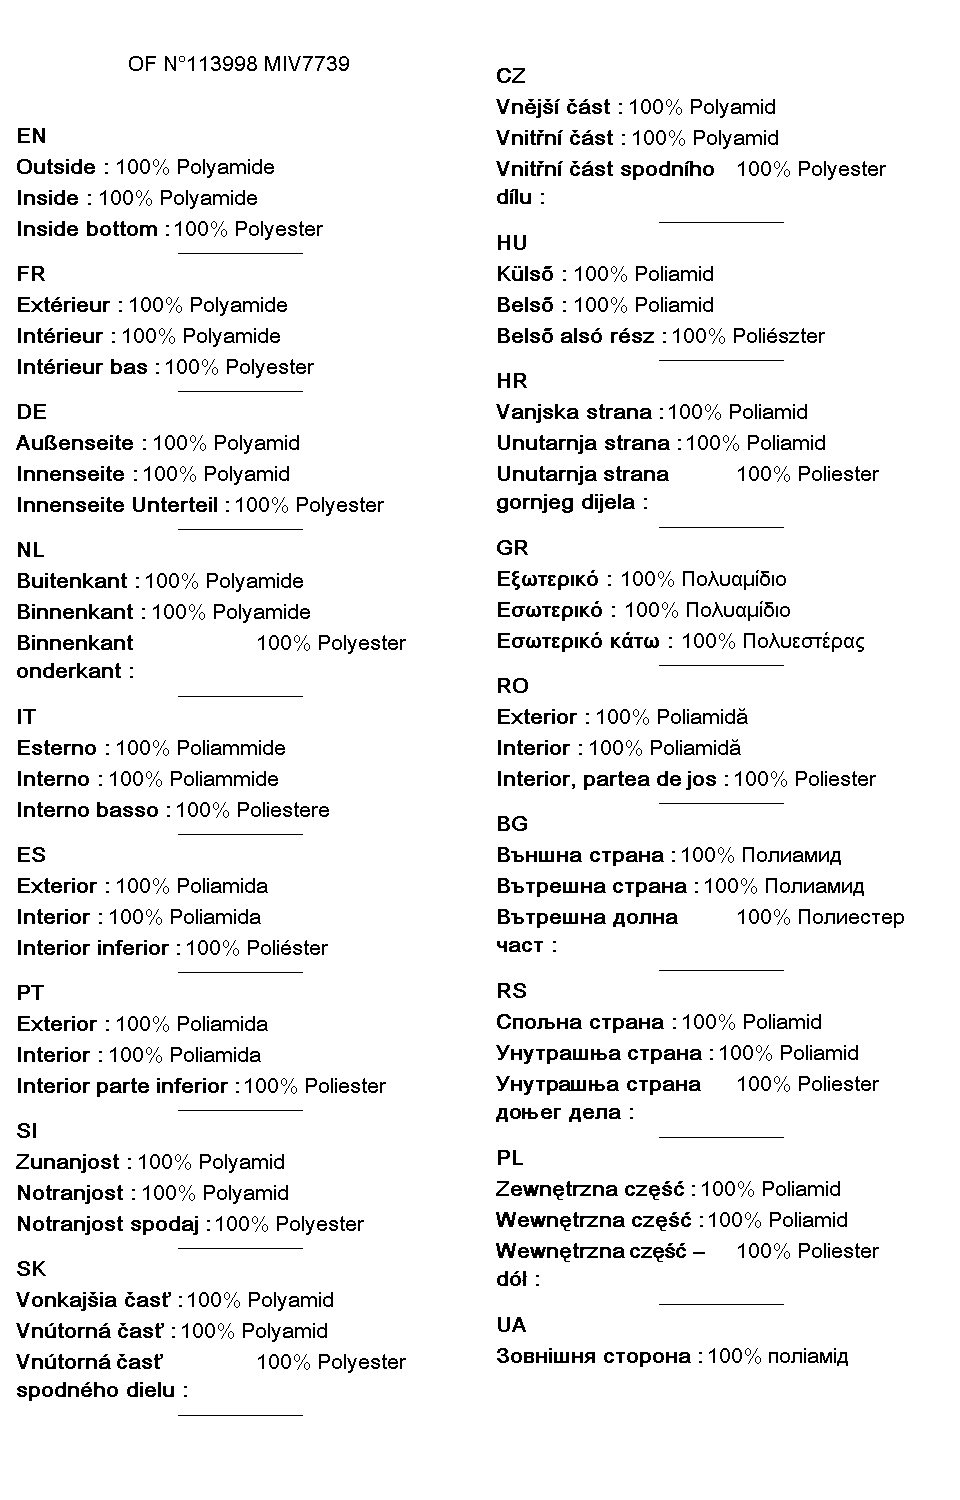 OF N°113998 MIV7739
EN
Outside : 100% Polyamide
Inside : 100% Polyamide
Inside bottom : 100% Polyester
FR
Extérieur : 100% Polyamide
Intérieur : 100% Polyamide
Intérieur bas : 100% Polyester
DE
Außenseite : 100% Polyamid
Innenseite : 100% Polyamid
Innenseite Unterteil : 100% Polyester
NL
Buitenkant : 100% Polyamide
Binnenkant : 100% Polyamide
Binnenkant 100% Polyester
onderkant :
IT
Esterno : 100% Poliammide
Interno : 100% Poliammide
Interno basso : 100% Poliestere
ES
Exterior : 100% Poliamida
Interior : 100% Poliamida
Interior inferior : 100% Poliéster
PT
Exterior : 100% Poliamida
Interior : 100% Poliamida
Interior parte inferior : 100% Poliester
SI
Zunanjost : 100% Polyamid
Notranjost : 100% Polyamid
Notranjost spodaj : 100% Polyester
SK
Vonkajšia časť : 100% Polyamid
Vnútorná časť : 100% Polyamid
Vnútorná časť 100% Polyester
spodného dielu :
CZ
Vnější část : 100% Polyamid
Vnitřní část : 100% Polyamid
Vnitřní část spodního 100% Polyester
dílu :
HU
Külsõ : 100% Poliamid
Belsõ : 100% Poliamid
Belsõ alsó rész : 100% Poliészter
HR
Vanjska strana : 100% Poliamid
Unutarnja strana : 100% Poliamid
Unutarnja strana 100% Poliester
gornjeg dijela :
GR
Εξωτερικό : 100% Πολυαμίδιο
Εσωτερικό : 100% Πολυαμίδιο
Εσωτερικό κάτω : 100% Πολυεστέρας
RO
Exterior : 100% Poliamidă
Interior : 100% Poliamidă
Interior, partea de jos : 100% Poliester
BG
Външна страна : 100% Полиамид
Вътрешна страна : 100% Полиамид
Вътрешна долна 100% Полиестер
част :
RS
Спољна страна : 100% Poliamid
Унутрашња страна : 100% Poliamid
Унутрашња страна 100% Poliester
доњег дела :
PL
Zewnętrzna część : 100% Poliamid
Wewnętrzna część : 100% Poliamid
Wewnętrzna część – 100% Poliester
dół :
UA
Зовнішня сторона : 100% поліамід